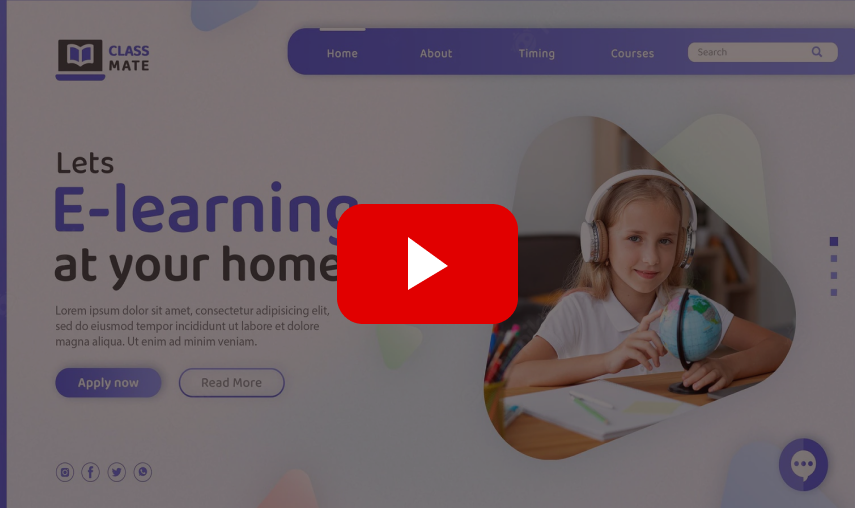 CLASS
MATE
Home About Timing Courses Search
Lets
E-learning
at your home
Lorem ipsum dolor sit amet, consectetur adipisicing elit,
sed do eiusmod tempor incididunt ut labore et dolore
magna aliqua. Ut enim ad minim veniam.
Apply now Read More